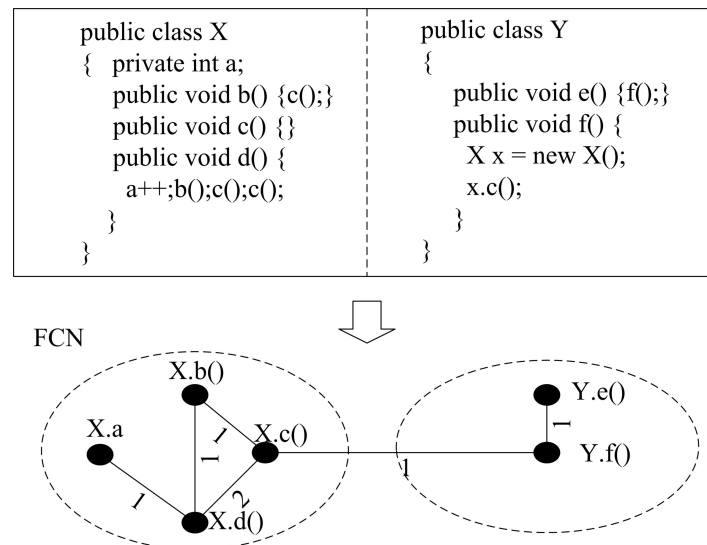 public class X
{ private int a;
public void b() {c();}
public void c() {}
public void d() {
a++;b();c();c();
}
}
public class Y
{
public void e() {f();}
public void f() {
X x = new X();
x.c();
}
}
FCN
X.b()
Y.e()
X.a
1
1
X.c()
1
Y.f()
1
1
2
X.d()